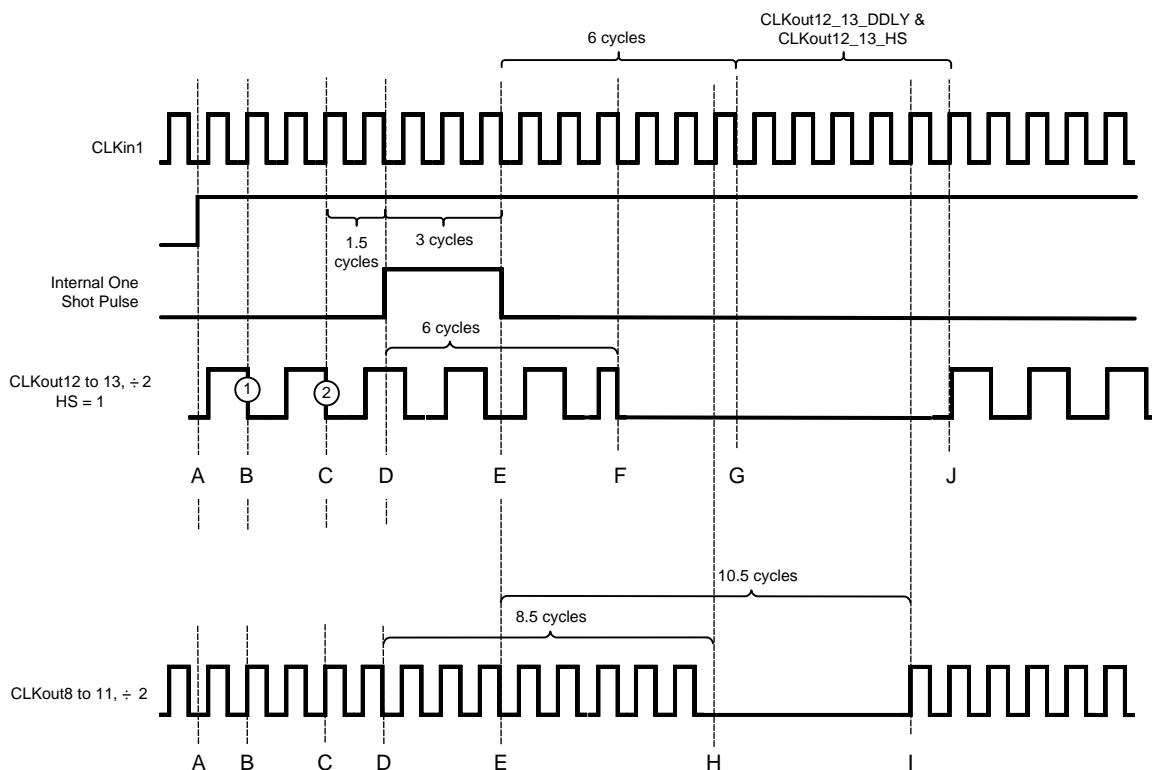 CLKout12_13_DDLY &
CLKout12_13_HS
6 cycles
CLKin1
1.5
cycles
3 cycles
Internal One
Shot Pulse
6 cycles
CLKout12 to 13, ÷ 2
HS = 1
1
2
A
B
C
D
E
F
G
J
10.5 cycles
8.5 cycles
CLKout8 to 11, ÷ 2
A
B
C
D
E
H
I